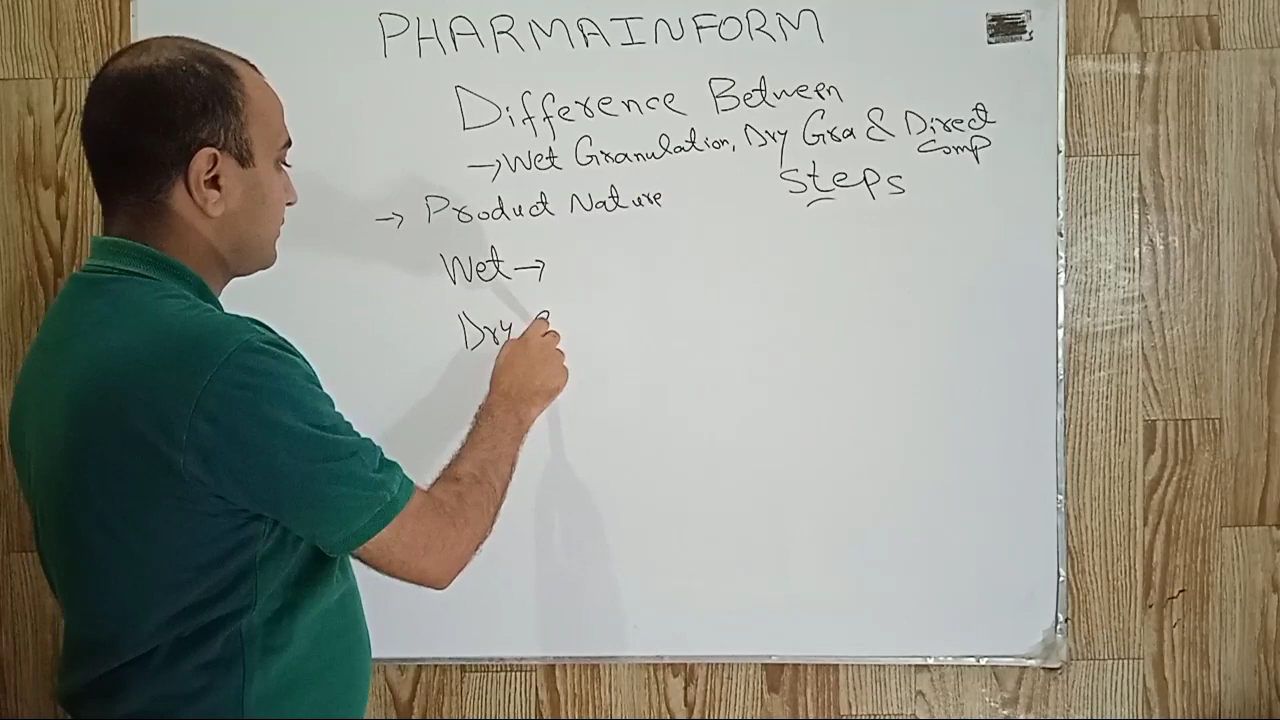 PHARMAINFORM
Difference Between
→Wet Granulation, Dry Gra & Direct Comp
Steps
→ Product Nature
Wet →
Dry